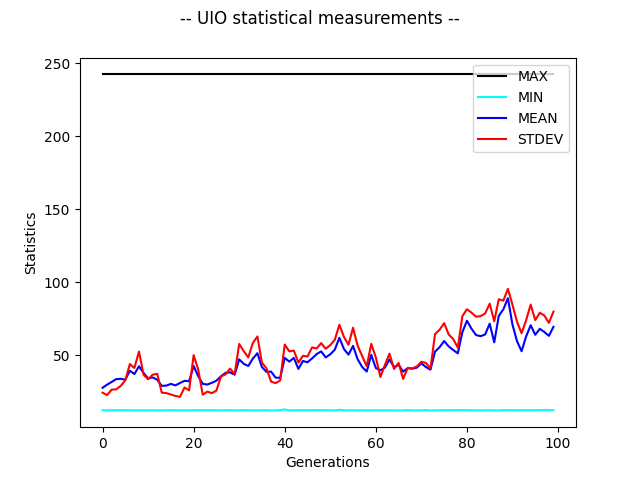 -- UIO statistical measurements --
250
200
150
100
50
Statistics
MAX
MIN
MEAN
STDEV
0 20 40 60 80 100
Generations